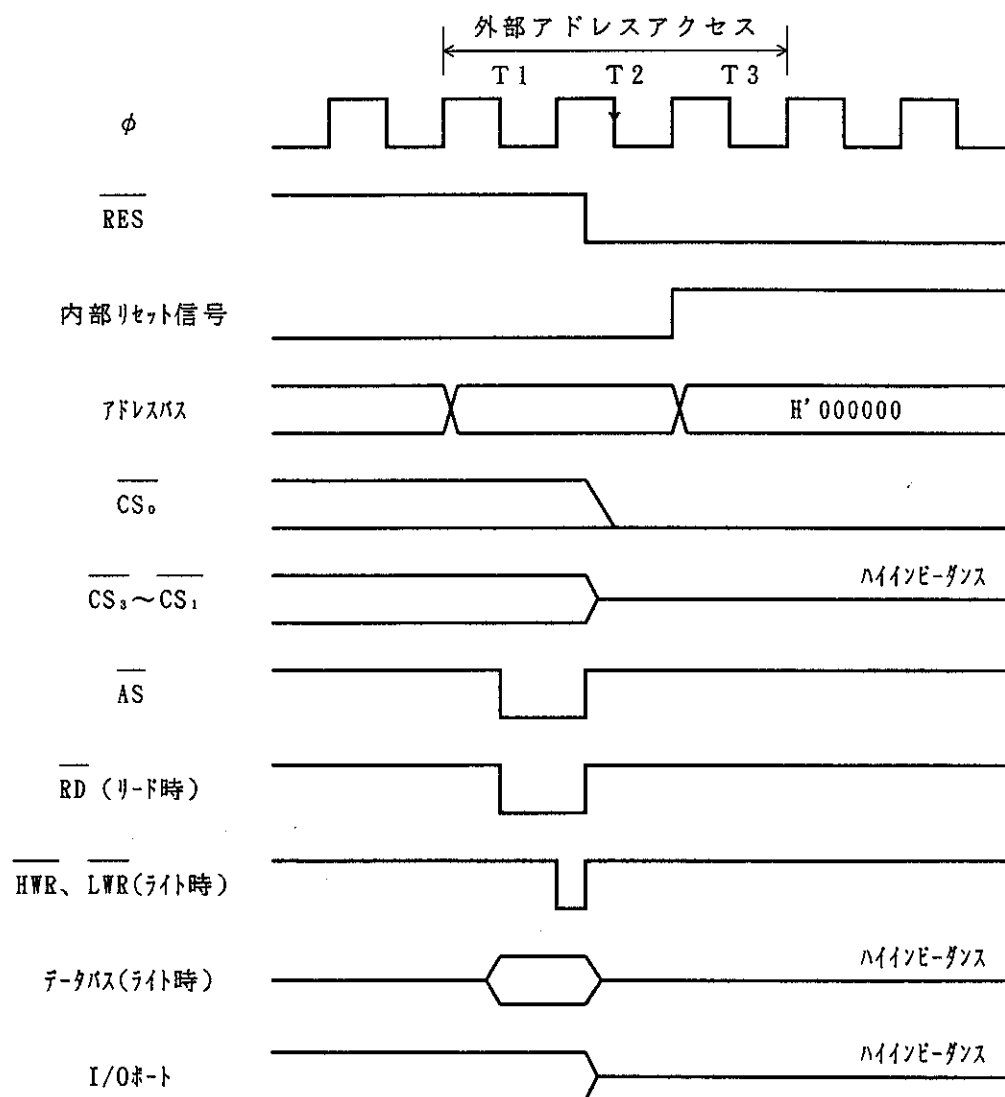 外部アドレスアクセス
T1 T2 T3
φ
RES
内部リセット信号
アドレスバス
H'000000
CS₀
ハイインピーダンス
CS₃～CS₁
AS
RD (リード時)
HWR、LWR(ライト時)
ハイインピーダンス
データバス(ライト時)
ハイインピーダンス
I/Oポート